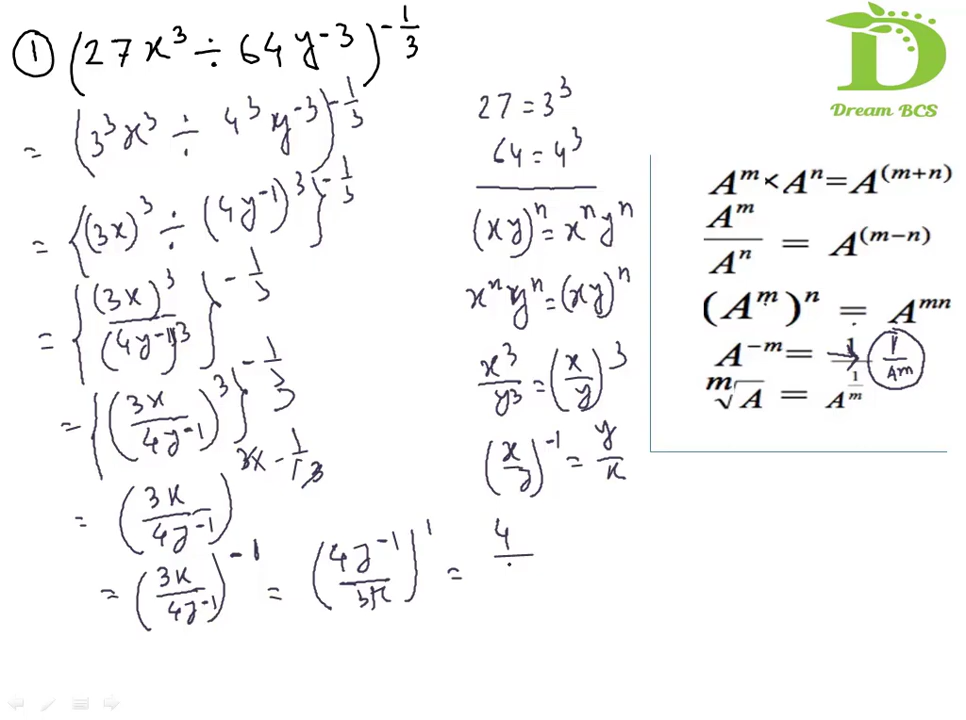 ① (27x³ ÷ 64y⁻³)^(-1/3)
= (3³x³ ÷ 4³y⁻³)^(-1/3)
= {(3x)³ ÷ (4y⁻¹)³}^(-1/3)
= {(3x)³/(4y⁻¹)³}^(-1/3)
= {(3x/4y⁻¹)³}^(-1/3)
= (3x/4y⁻¹)^(3×-1/3)
= (3x/4y⁻¹)⁻¹ = (4y⁻¹/3x)¹ = 4
27 = 3³
64 = 4³
(xy)ⁿ = xⁿyⁿ
xⁿyⁿ = (xy)ⁿ
x³/y³ = (x/y)³
(x/y)⁻¹ = y/x
Dream BCS
Aᵐ × Aⁿ = A^(m+n)
Aᵐ/Aⁿ = A^(m−n)
(Aᵐ)ⁿ = Aᵐⁿ
A⁻ᵐ = 1/Aᵐ
ᵐ√A = A^(1/m)